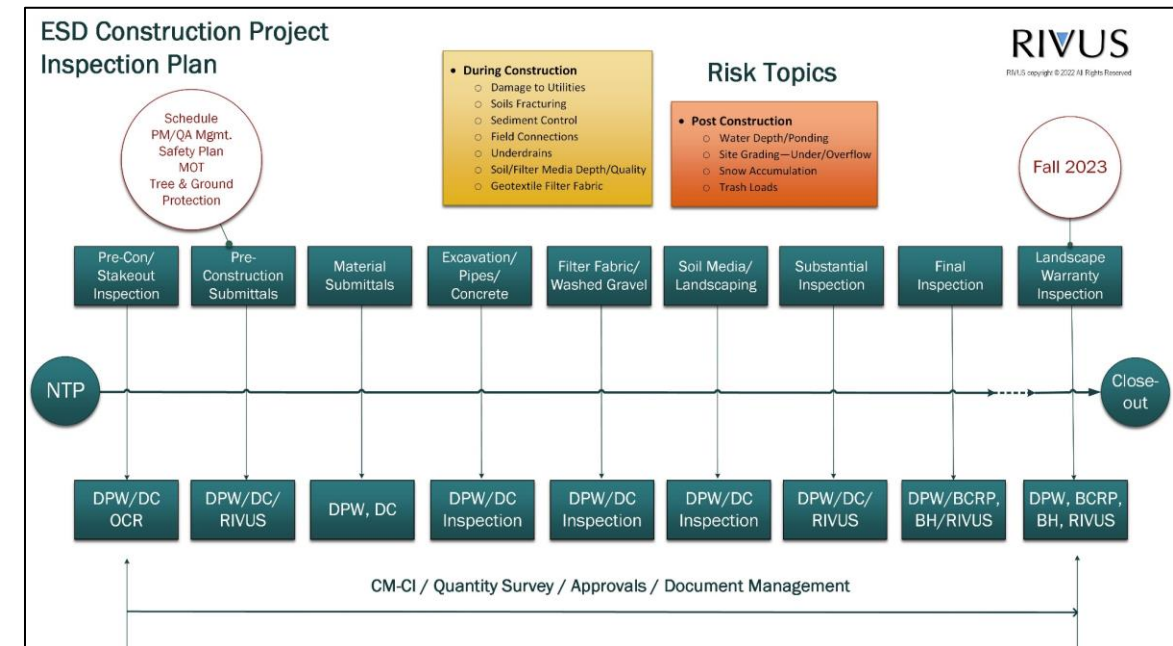 ESD Construction Project
Inspection Plan
Schedule
PM/QA Mgmt.
Safety Plan
MOT
Tree & Ground
Protection
• During Construction
○ Damage to Utilities
○ Soils Fracturing
○ Sediment Control
○ Field Connections
○ Underdrains
○ Soil/Filter Media Depth/Quality
○ Geotextile Filter Fabric
Risk Topics
• Post Construction
○ Water Depth/Ponding
○ Site Grading—Under/Overflow
○ Snow Accumulation
○ Trash Loads
RIVUS
RIVUS copyright © 2022 All Rights Reserved
Fall 2023
Pre-Con/
Stakeout
Inspection
Pre-
Construction
Submittals
Material
Submittals
Excavation/
Pipes/
Concrete
Filter Fabric/
Washed Gravel
Soil Media/
Landscaping
Substantial
Inspection
Final
Inspection
Landscape
Warranty
Inspection
NTP
Close-
out
DPW/DC
OCR
DPW/DC/
RIVUS
DPW, DC
DPW/DC
Inspection
DPW/DC
Inspection
DPW/DC
Inspection
DPW/DC/
RIVUS
DPW/BCRP,
BH/RIVUS
DPW, BCRP,
BH, RIVUS
CM-CI / Quantity Survey / Approvals / Document Management